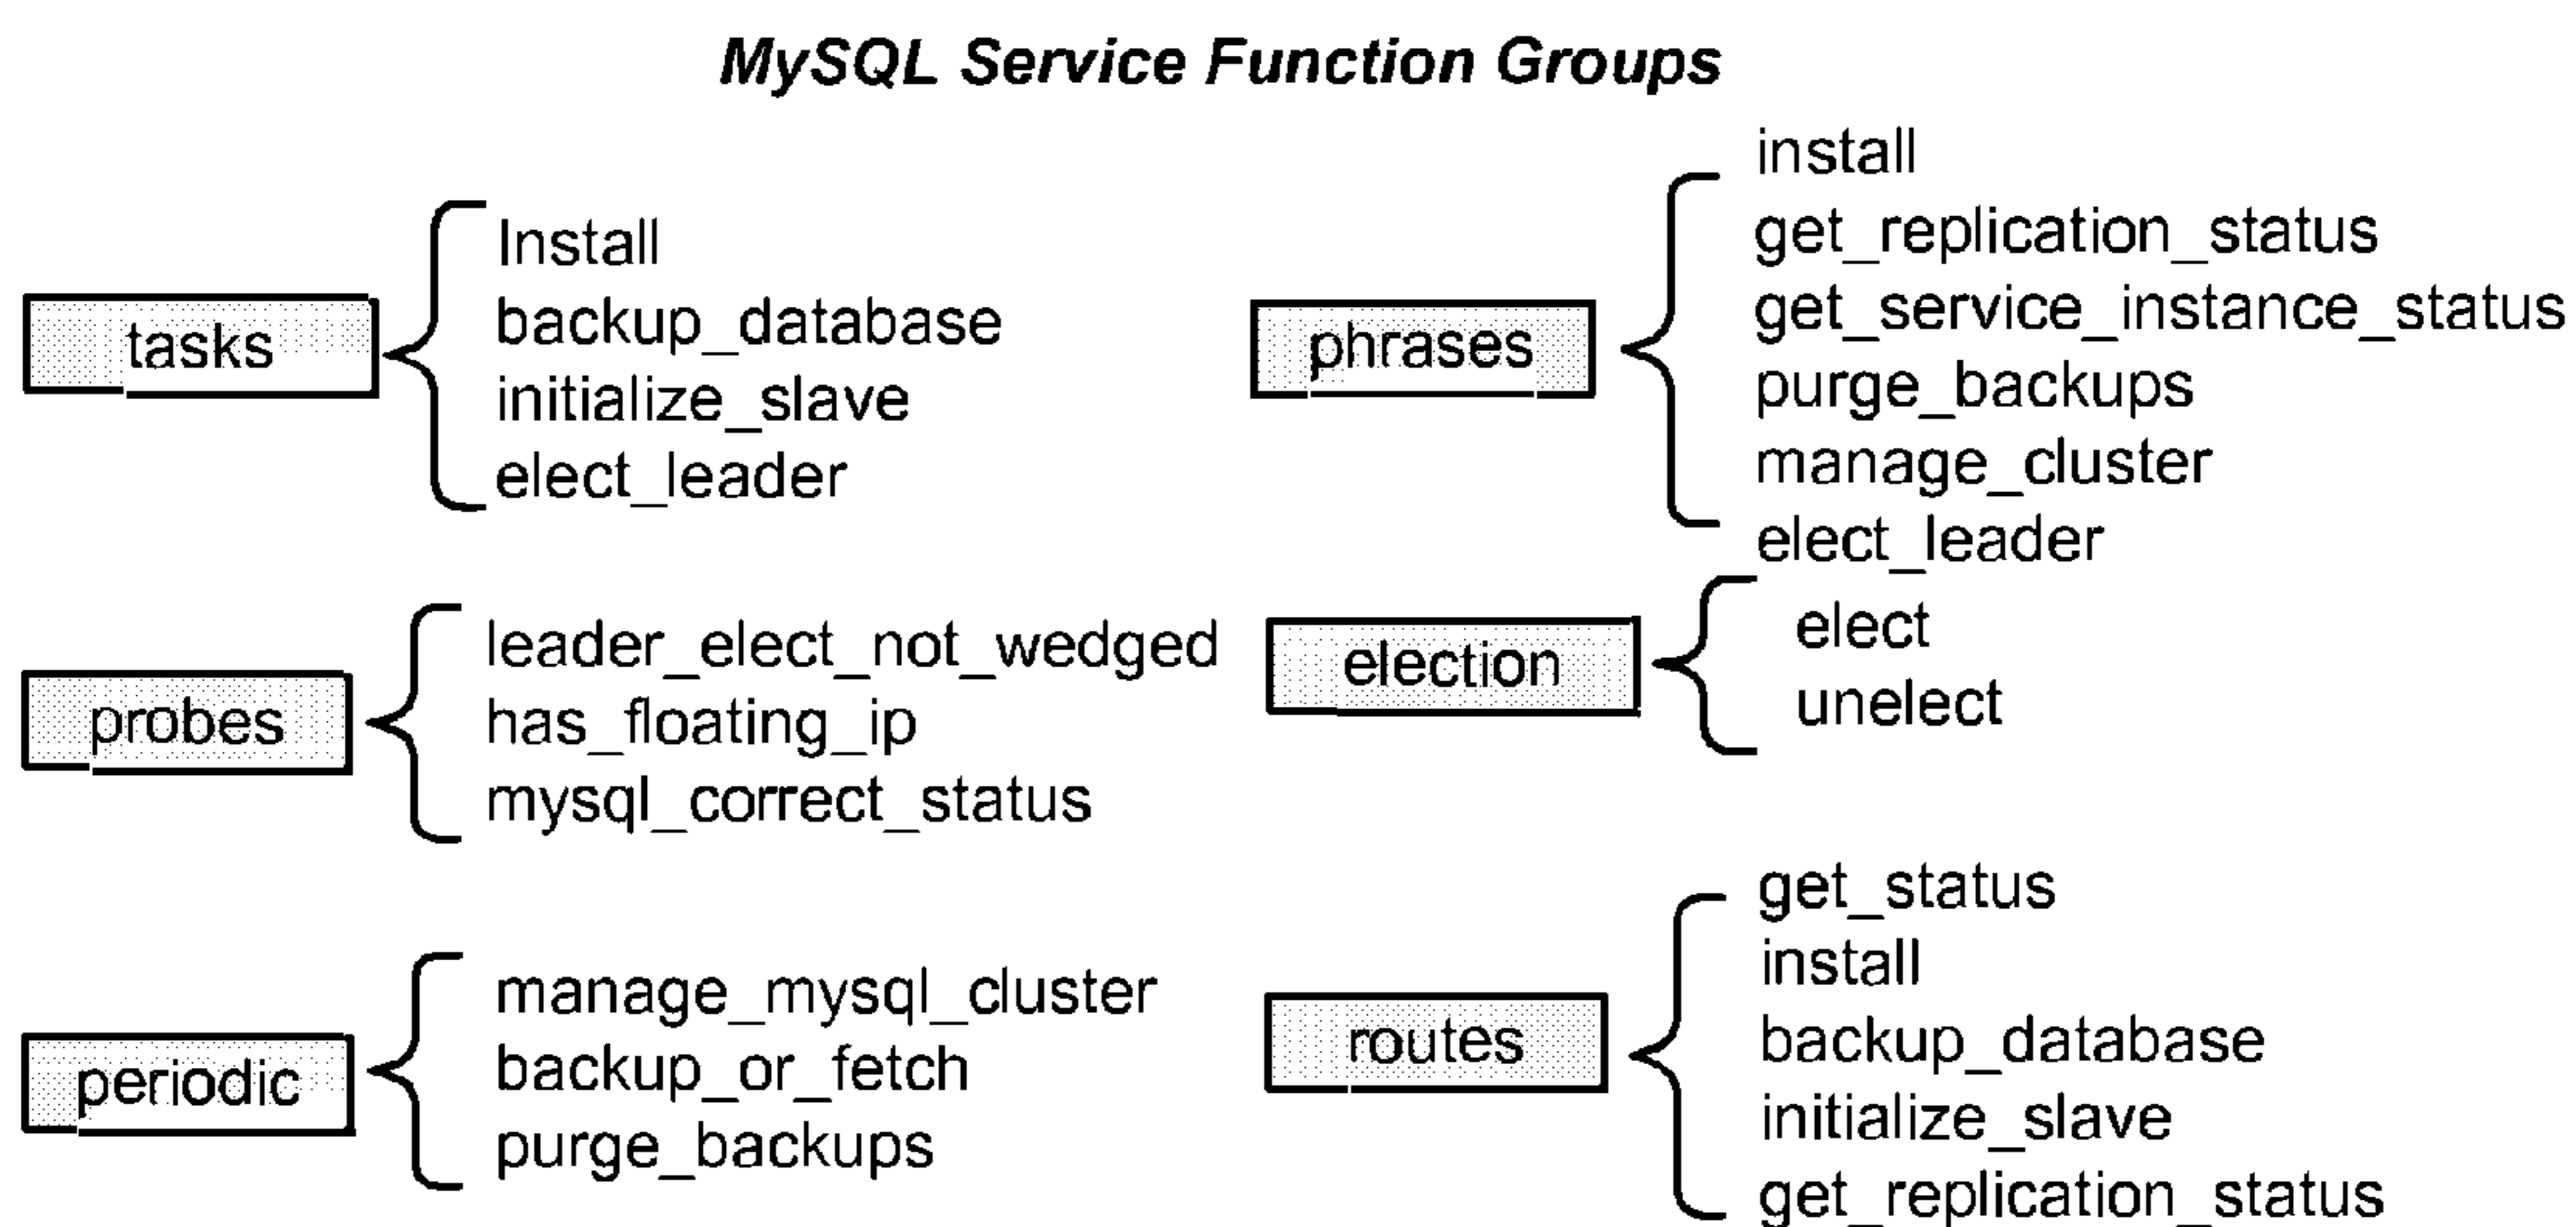 MySQL Service Function Groups
tasks
Install
backup_database
initialize_slave
elect_leader
phrases
install
get_replication_status
get_service_instance_status
purge_backups
manage_cluster
elect_leader
probes
leader_elect_not_wedged
has_floating_ip
mysql_correct_status
election
elect
unelect
periodic
manage_mysql_cluster
backup_or_fetch
purge_backups
routes
get_status
install
backup_database
initialize_slave
get_replication_status